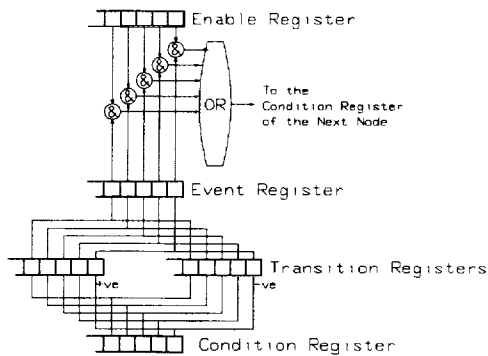 Enable Register
&
&
&
&
&
OR
To the
Condition Register
of the Next Node
Event Register
Transition Registers
+ve
-ve
Condition Register